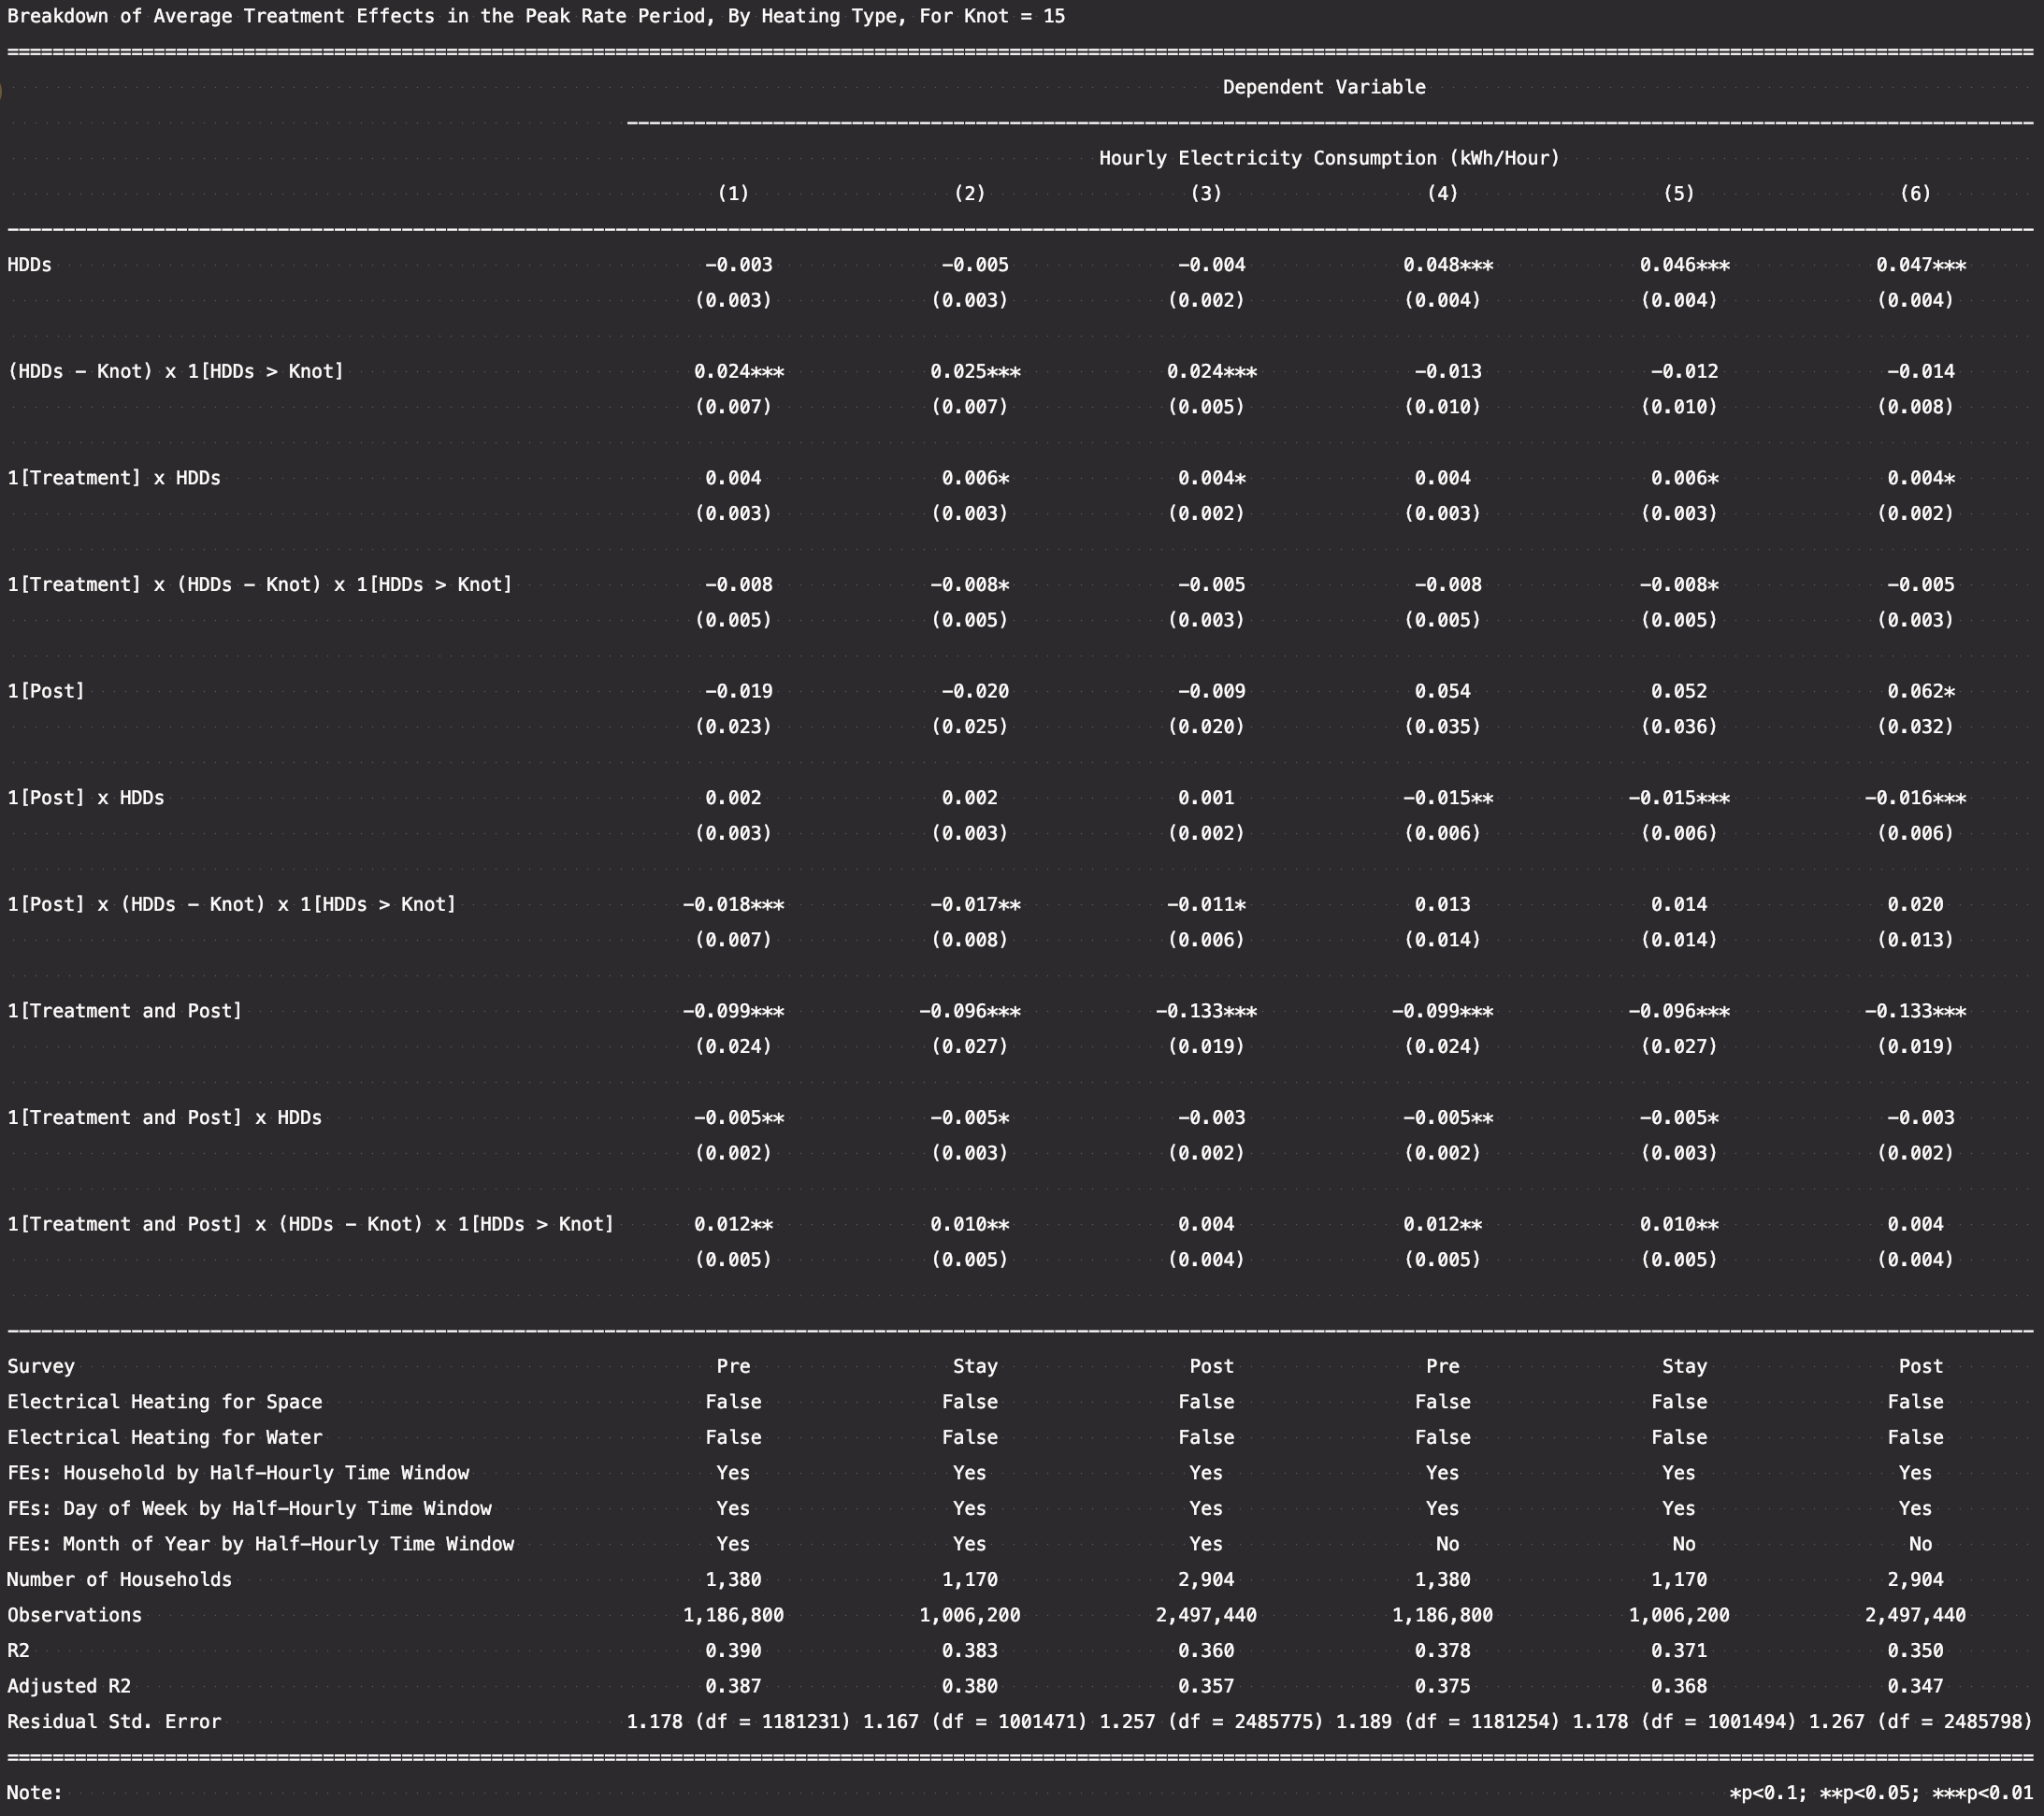 Breakdown of Average Treatment Effects in the Peak Rate Period, By Heating Type, For Knot = 15
Dependent Variable
Hourly Electricity Consumption (kWh/Hour)
(1) (2) (3) (4) (5) (6)
HDDs -0.003 -0.005 -0.004 0.048*** 0.046*** 0.047***
(0.003) (0.003) (0.002) (0.004) (0.004) (0.004)
(HDDs - Knot) x 1[HDDs > Knot] 0.024*** 0.025*** 0.024*** -0.013 -0.012 -0.014
(0.007) (0.007) (0.005) (0.010) (0.010) (0.008)
1[Treatment] x HDDs 0.004 0.006* 0.004* 0.004 0.006* 0.004*
(0.003) (0.003) (0.002) (0.003) (0.003) (0.002)
1[Treatment] x (HDDs - Knot) x 1[HDDs > Knot] -0.008 -0.008* -0.005 -0.008 -0.008* -0.005
(0.005) (0.005) (0.003) (0.005) (0.005) (0.003)
1[Post] -0.019 -0.020 -0.009 0.054 0.052 0.062*
(0.023) (0.025) (0.020) (0.035) (0.036) (0.032)
1[Post] x HDDs 0.002 0.002 0.001 -0.015** -0.015*** -0.016***
(0.003) (0.003) (0.002) (0.006) (0.006) (0.006)
1[Post] x (HDDs - Knot) x 1[HDDs > Knot] -0.018*** -0.017** -0.011* 0.013 0.014 0.020
(0.007) (0.008) (0.006) (0.014) (0.014) (0.013)
1[Treatment and Post] -0.099*** -0.096*** -0.133*** -0.099*** -0.096*** -0.133***
(0.024) (0.027) (0.019) (0.024) (0.027) (0.019)
1[Treatment and Post] x HDDs -0.005** -0.005* -0.003 -0.005** -0.005* -0.003
(0.002) (0.003) (0.002) (0.002) (0.003) (0.002)
1[Treatment and Post] x (HDDs - Knot) x 1[HDDs > Knot] 0.012** 0.010** 0.004 0.012** 0.010** 0.004
(0.005) (0.005) (0.004) (0.005) (0.005) (0.004)
Survey Pre Stay Post Pre Stay Post
Electrical Heating for Space False False False False False False
Electrical Heating for Water False False False False False False
FEs: Household by Half-Hourly Time Window Yes Yes Yes Yes Yes Yes
FEs: Day of Week by Half-Hourly Time Window Yes Yes Yes Yes Yes Yes
FEs: Month of Year by Half-Hourly Time Window Yes Yes Yes No No No
Number of Households 1,380 1,170 2,904 1,380 1,170 2,904
Observations 1,186,800 1,006,200 2,497,440 1,186,800 1,006,200 2,497,440
R2 0.390 0.383 0.360 0.378 0.371 0.350
Adjusted R2 0.387 0.380 0.357 0.375 0.368 0.347
Residual Std. Error 1.178 (df = 1181231) 1.167 (df = 1001471) 1.257 (df = 2485775) 1.189 (df = 1181254) 1.178 (df = 1001494) 1.267 (df = 2485798)
Note: *p<0.1; **p<0.05; ***p<0.01